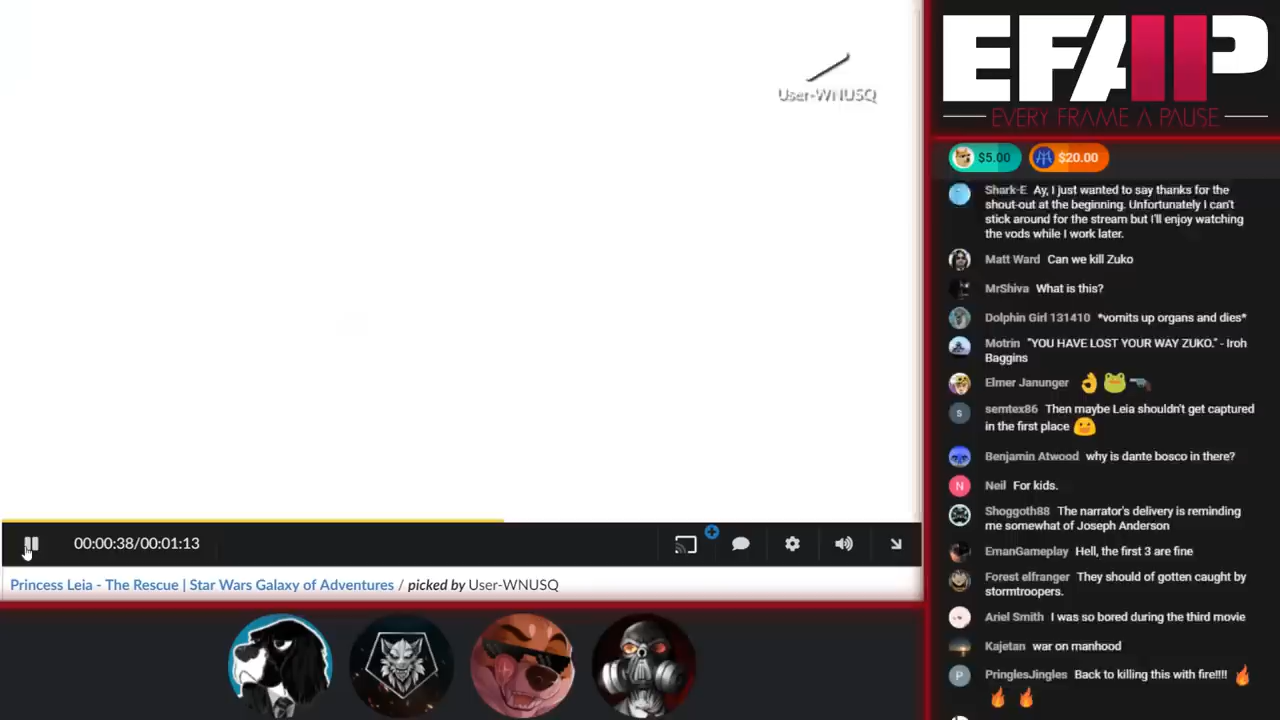 User-WNUSQ
00:00:38/00:01:13
Princess Leia - The Rescue | Star Wars Galaxy of Adventures / picked by User-WNUSQ
EFAP
EVERY FRAME A PAUSE
$5.00
$20.00
Shark-E Ay, I just wanted to say thanks for the
shout-out at the beginning. Unfortunately I can't
stick around for the stream but I'll enjoy watching
the vods while I work later.
Matt Ward Can we kill Zuko
MrShiva What is this?
Dolphin Girl 131410 *vomits up organs and dies*
Motrin "YOU HAVE LOST YOUR WAY ZUKO." - Iroh
Baggins
Elmer Janunger 👌🐸🔫
s
semtex86 Then maybe Leia shouldn't get captured
in the first place
Benjamin Atwood why is dante bosco in there?
N
Neil For kids.
Shoggoth88 The narrator's delivery is reminding
me somewhat of Joseph Anderson
EmanGameplay Hell, the first 3 are fine
Forest elfranger They should of gotten caught by
stormtroopers.
Ariel Smith I was so bored during the third movie
Kajetan war on manhood
P
PringlesJingles Back to killing this with fire!!!! 🔥
🔥 🔥